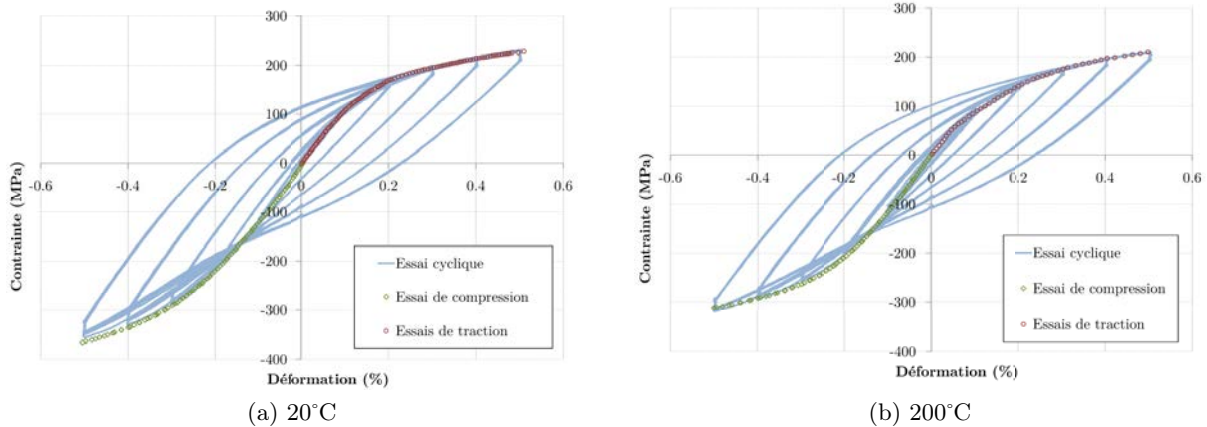 300
200
100
0
-100
-200
-300
-400
-0.6 -0.4 -0.2 0 0.2 0.4 0.6
Contrainte (MPa)
Déformation (%)
Essai cyclique
Essai de compression
Essais de traction
(a) 20°C
300
200
100
0
-100
-200
-300
-400
-0.6 -0.4 -0.2 0 0.2 0.4 0.6
Contrainte (MPa)
Déformation (%)
Essai cyclique
Essai de compression
Essais de traction
(b) 200°C